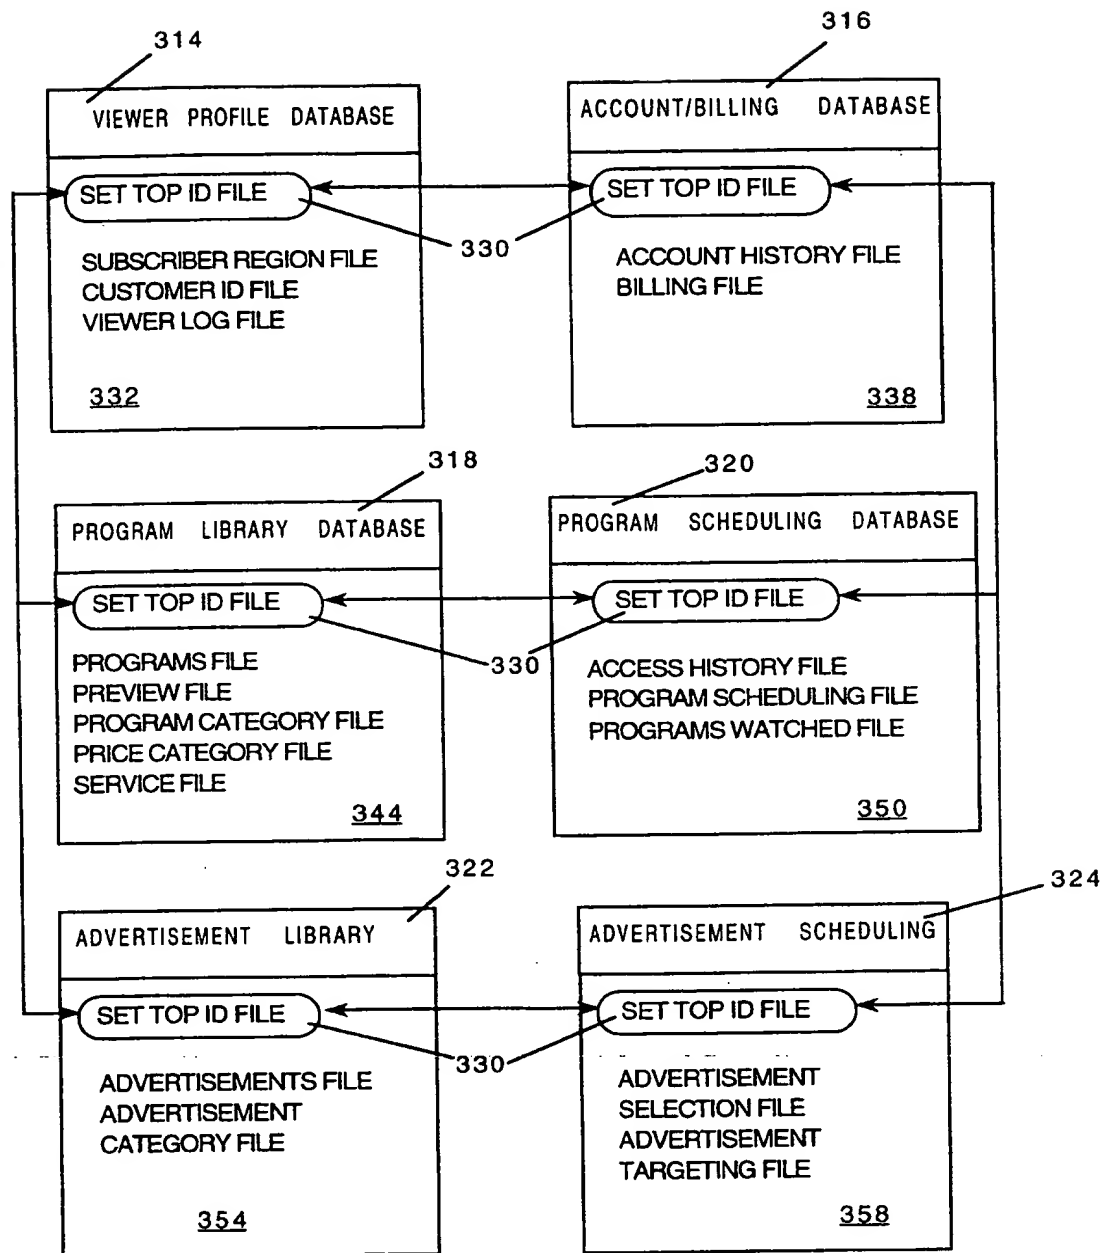 314
316
VIEWER PROFILE DATABASE
SET TOP ID FILE
SUBSCRIBER REGION FILE
CUSTOMER ID FILE
VIEWER LOG FILE
332
ACCOUNT/BILLING DATABASE
SET TOP ID FILE
330
ACCOUNT HISTORY FILE
BILLING FILE
338
318
320
PROGRAM LIBRARY DATABASE
SET TOP ID FILE
PROGRAMS FILE
PREVIEW FILE
PROGRAM CATEGORY FILE
PRICE CATEGORY FILE
SERVICE FILE
344
PROGRAM SCHEDULING DATABASE
SET TOP ID FILE
330
ACCESS HISTORY FILE
PROGRAM SCHEDULING FILE
PROGRAMS WATCHED FILE
350
322
324
ADVERTISEMENT LIBRARY
SET TOP ID FILE
ADVERTISEMENTS FILE
ADVERTISEMENT
CATEGORY FILE
354
ADVERTISEMENT SCHEDULING
SET TOP ID FILE
330
ADVERTISEMENT
SELECTION FILE
ADVERTISEMENT
TARGETING FILE
358